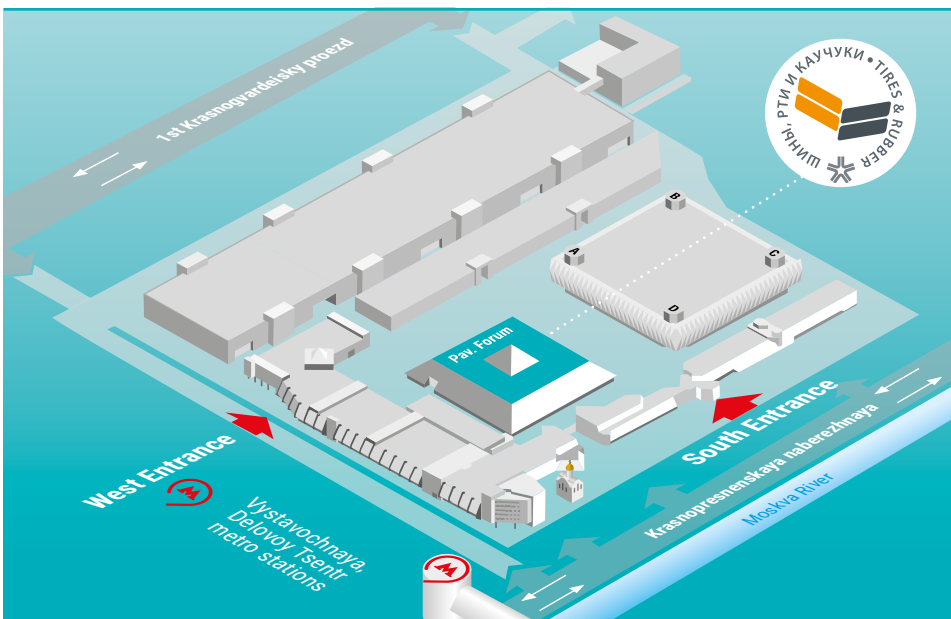 1st Krasnogvardeisky proezd
ШИНЫ, РТИ И КАУЧУКИ • TIRES & RUBBER
B
A
C
D
Pav. Forum
West Entrance
South Entrance
Krasnopresnenskaya naberezhnaya
Moskva River
M
Vystavochnaya,
Delovoy Tsentr
metro stations
M